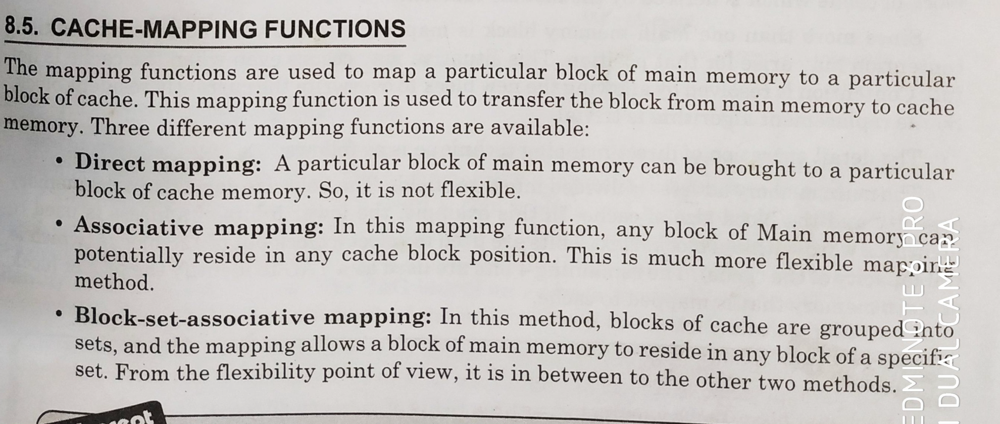 8.5. CACHE-MAPPING FUNCTIONS
The mapping functions are used to map a particular block of main memory to a particular
block of cache. This mapping function is used to transfer the block from main memory to cache
memory. Three different mapping functions are available:
• Direct mapping: A particular block of main memory can be brought to a particular
block of cache memory. So, it is not flexible.
• Associative mapping: In this mapping function, any block of Main memory can
potentially reside in any cache block position. This is much more flexible mapping
method.
• Block-set-associative mapping: In this method, blocks of cache are grouped into
sets, and the mapping allows a block of main memory to reside in any block of a specific
set. From the flexibility point of view, it is in between to the other two methods.
EDMI NOTE 6 PRO
DUAL CAMERA